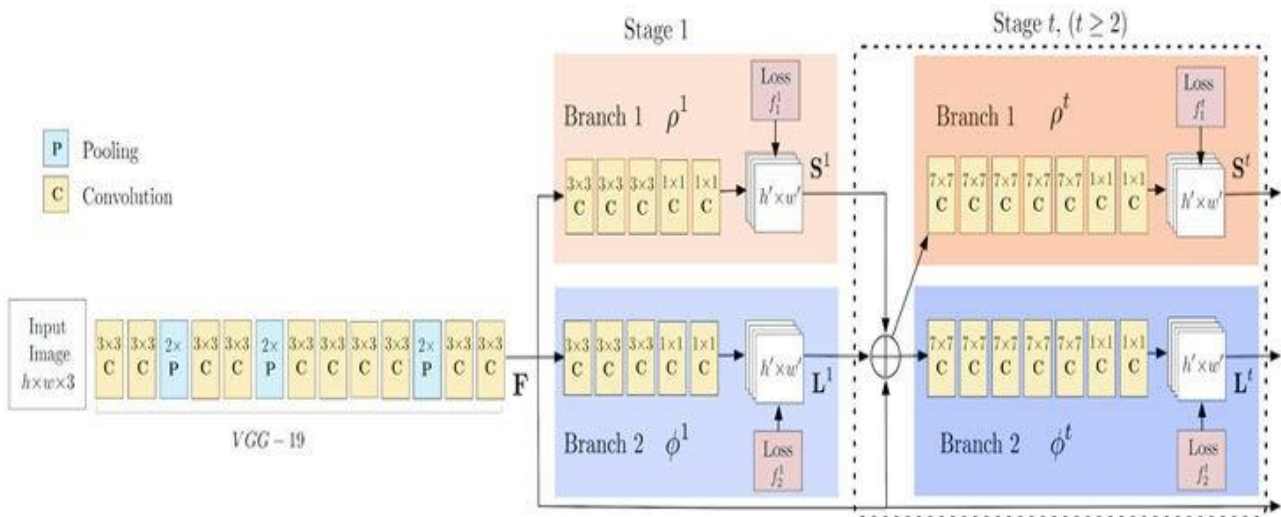 Stage 1
Stage t, (t ≥ 2)
P Pooling
C Convolution
Loss
f₁¹
Branch 1 ρ¹
3×3 C 3×3 C 3×3 C 1×1 C 1×1 C
h′×w′
S¹
Loss
f₁ᵗ
Branch 1 ρᵗ
7×7 C 7×7 C 7×7 C 7×7 C 7×7 C 1×1 C 1×1 C
h′×w′
Sᵗ
Input
Image
h×w×3
3×3 C 3×3 C 2× P 3×3 C 3×3 C 2× P 3×3 C 3×3 C 3×3 C 3×3 C 2× P 3×3 C 3×3 C
VGG − 19
F
3×3 C 3×3 C 3×3 C 1×1 C 1×1 C
h′×w′
L¹
Branch 2 ϕ¹
Loss
f₂¹
7×7 C 7×7 C 7×7 C 7×7 C 7×7 C 1×1 C 1×1 C
h′×w′
Lᵗ
Branch 2 ϕᵗ
Loss
f₂ᵗ